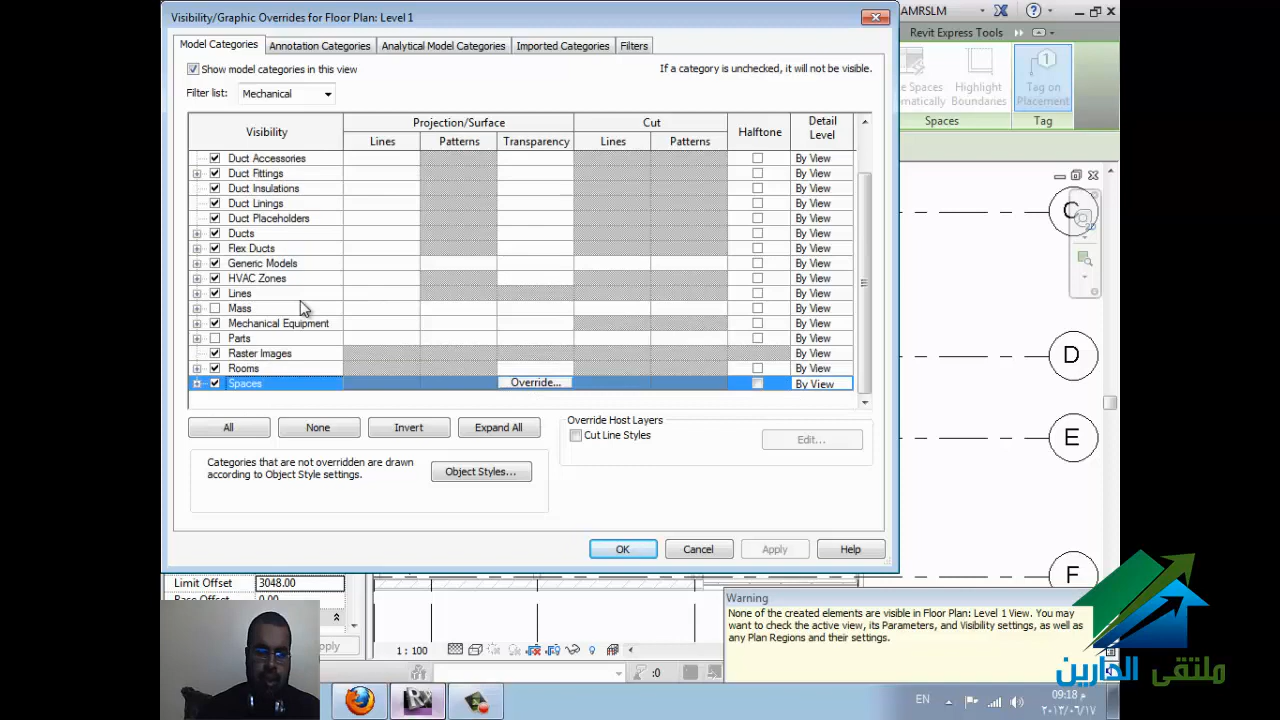 Visibility/Graphic Overrides for Floor Plan: Level 1
AMRSLM
Model Categories
Annotation Categories
Analytical Model Categories
Imported Categories
Filters
Revit Express Tools
Show model categories in this view
If a category is unchecked, it will not be visible.
Filter list:
Mechanical
Highlight
Boundaries
Tag on
Placement
Spaces
Tag
Visibility
Projection/Surface
Cut
Halftone
Detail
Level
Lines
Patterns
Transparency
Lines
Patterns
Duct Accessories
By View
Duct Fittings
By View
Duct Insulations
By View
Duct Linings
By View
Duct Placeholders
By View
Ducts
By View
Flex Ducts
By View
Generic Models
By View
HVAC Zones
By View
Lines
By View
Mass
By View
Mechanical Equipment
By View
Parts
By View
Raster Images
By View
Rooms
By View
Spaces
Override...
By View
C
D
E
F
All
None
Invert
Expand All
Override Host Layers
Cut Line Styles
Edit...
Categories that are not overridden are drawn
according to Object Style settings.
Object Styles...
OK
Cancel
Apply
Help
Limit Offset
3048.00
1 : 100
:0
Warning
None of the created elements are visible in Floor Plan: Level 1 View. You may
want to check the active view, its Parameters, and Visibility settings, as well as
any Plan Regions and their settings.
ملتقى الدارين
EN
09:18 م
٢٠١٣/٠٦/١٧